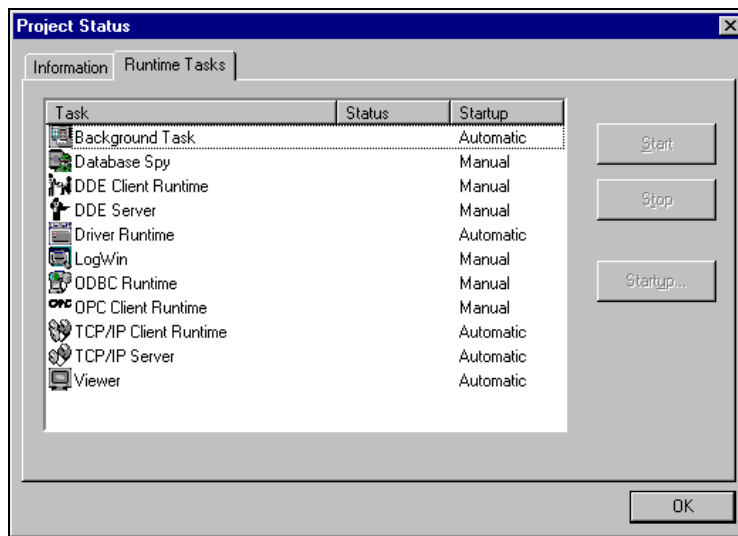 Project Status
Information Runtime Tasks
Task Status Startup
Background Task Automatic Start
Database Spy Manual
DDE Client Runtime Manual Stop
DDE Server Manual
Driver Runtime Automatic
LogWin Manual
ODBC Runtime Manual Startup...
OPC OPC Client Runtime Manual
TCP/IP Client Runtime Automatic
TCP/IP Server Automatic
Viewer Automatic
OK